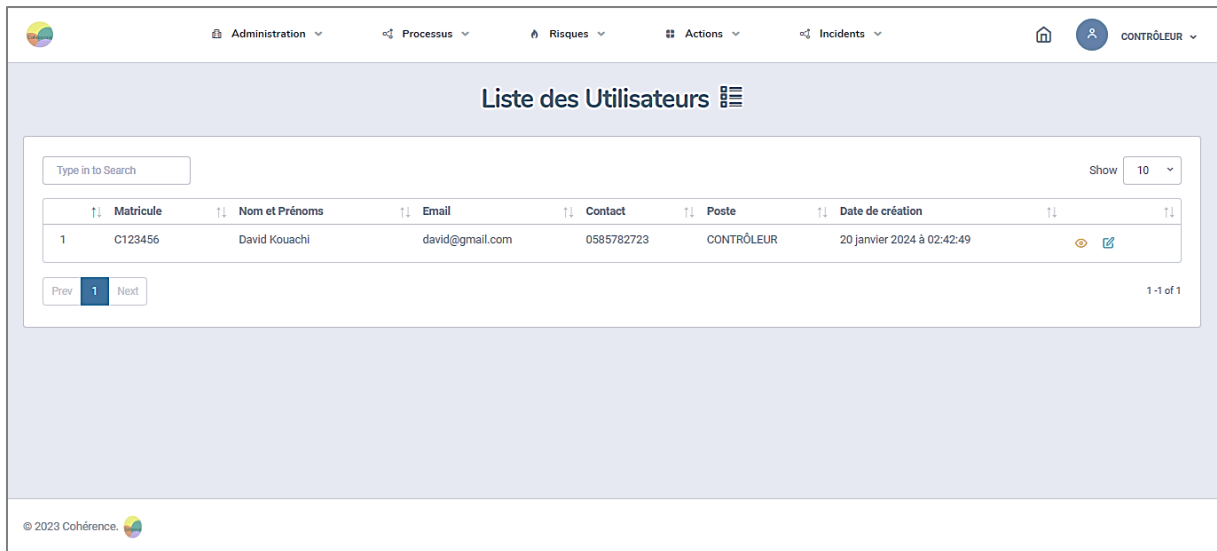 Administration Processus Risques Actions Incidents CONTRÔLEUR
Liste des Utilisateurs
Type in to Search Show 10
Matricule Nom et Prénoms Email Contact Poste Date de création
1 C123456 David Kouachi david@gmail.com 0585782723 CONTRÔLEUR 20 janvier 2024 à 02:42:49
Prev 1 Next 1 -1 of 1
© 2023 Cohérence.